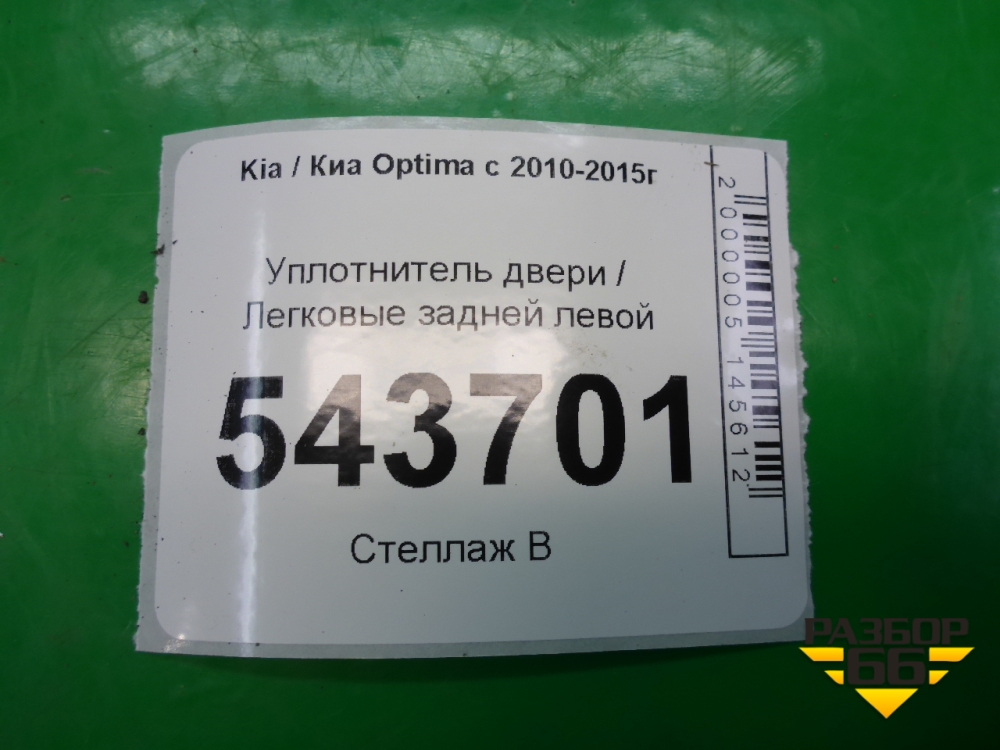 Kia / Киа Optima с 2010-2015г
Уплотнитель двери /
Легковые задней левой
543701
Стеллаж В
2000005145612
РАЗБОР
66